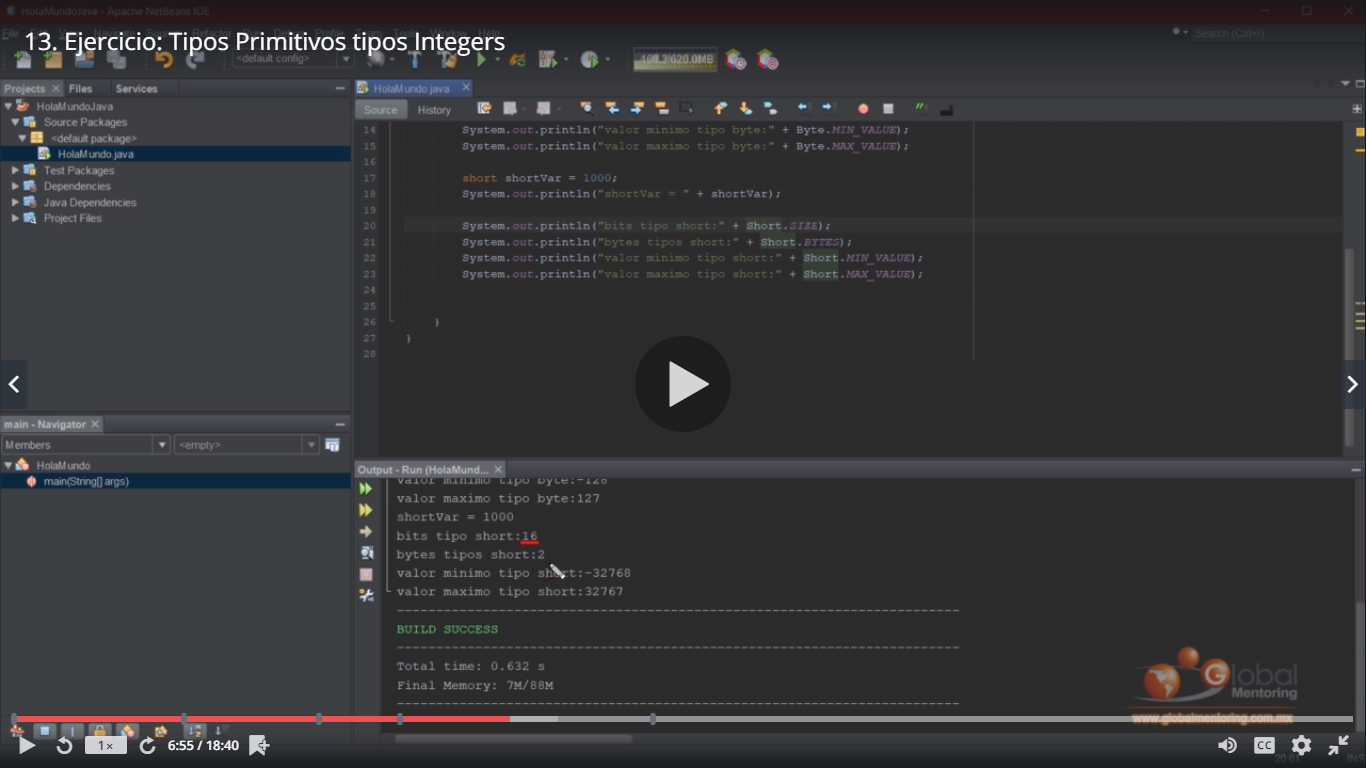 HolaMundoJava - Apache NetBeans IDE
13. Ejercicio: Tipos Primitivos tipos Integers
Search (Ctrl+I)
<default config>
Projects
Files
Services
HolaMundoJava
Source Packages
<default package>
HolaMundo.java
Test Packages
Dependencies
Java Dependencies
Project Files
HolaMundo.java
Source
History
14 System.out.println("valor minimo tipo byte:" + Byte.MIN_VALUE);
15 System.out.println("valor maximo tipo byte:" + Byte.MAX_VALUE);
16
17 short shortVar = 1000;
18 System.out.println("shortVar = " + shortVar);
19
20 System.out.println("bits tipo short:" + Short.SIZE);
21 System.out.println("bytes tipos short:" + Short.BYTES);
22 System.out.println("valor minimo tipo short:" + Short.MIN_VALUE);
23 System.out.println("valor maximo tipo short:" + Short.MAX_VALUE);
24
25
26 }
27 }
28
main - Navigator
Members
<empty>
HolaMundo
main(String[] args)
Output - Run (HolaMund...
valor minimo tipo byte:-128
valor maximo tipo byte:127
shortVar = 1000
bits tipo short:16
bytes tipos short:2
valor minimo tipo short:-32768
valor maximo tipo short:32767
------------------------------------------------------------------------
BUILD SUCCESS
------------------------------------------------------------------------
Total time: 0.632 s
Final Memory: 7M/88M
------------------------------------------------------------------------
Global
Mentoring
www.globalmentoring.com.mx
1×
6:55 / 18:40
CC
INS